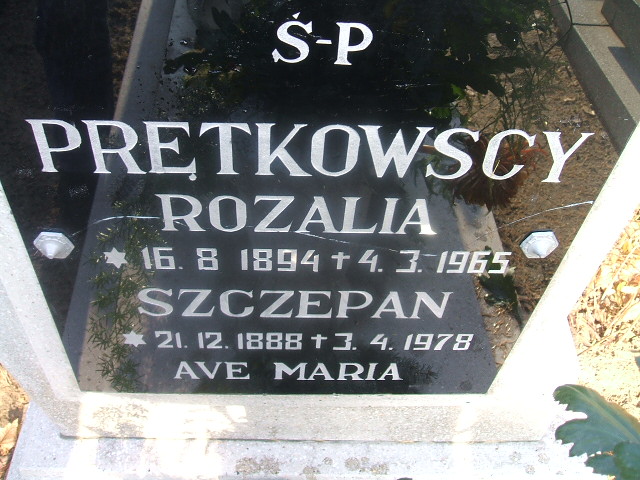 Ś-P
PRĘTKOWSCY
ROZALIA
✶ 16. 8 1894 ✝ 4. 3. 1965
SZCZEPAN
✶ 21. 12. 1888 ✝ 3. 4. 1978
AVE MARIA